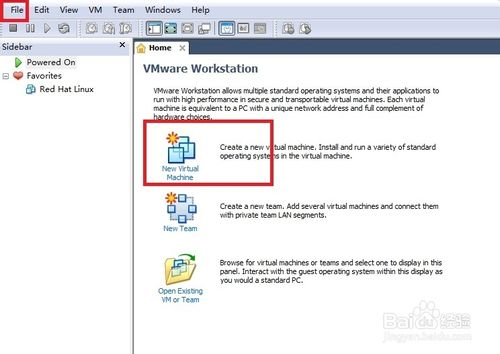 File Edit View VM Team Windows Help
Sidebar
Powered On
Favorites
Red Hat Linux
Home
VMware Workstation
VMware Workstation allows multiple standard operating systems and their applications to
run with high performance in secure and transportable virtual machines. Each virtual
machine is equivalent to a PC with a unique network address and full complement of
hardware choices.
New Virtual
Machine
Create a new virtual machine. Install and run a variety of standard
operating systems in the virtual machine.
New Team
Create a new team. Add several virtual machines and connect them
with private team LAN segments.
Open Existing
VM or Team
Browse for virtual machines or teams and select one to display in this
panel. Interact with the guest operating system within this display as
you would a standard PC.
Bai 经验
jingyan.baidu.com